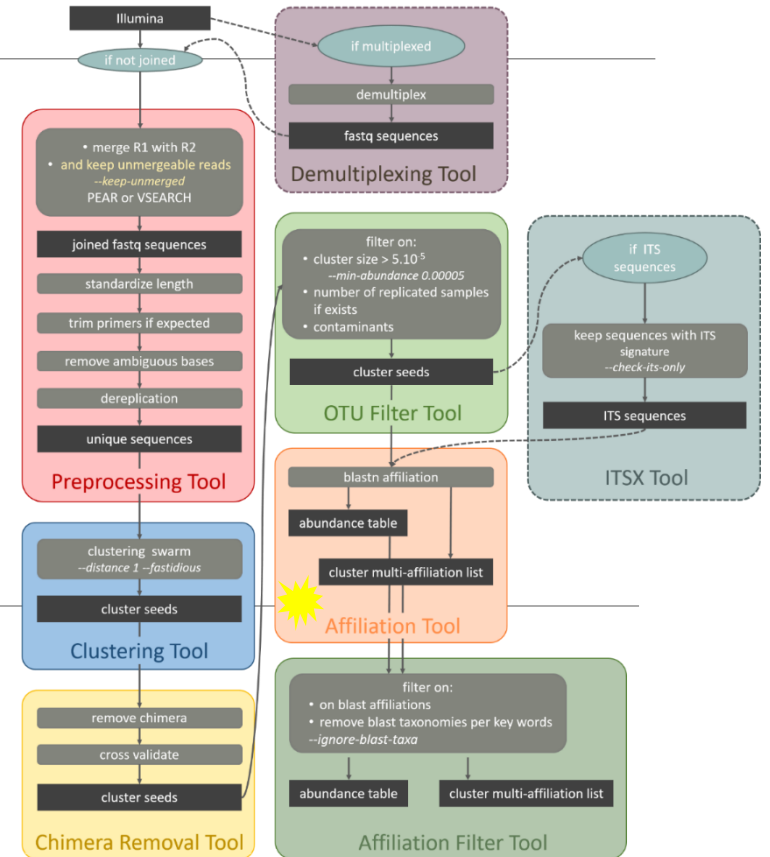 Illumina
if not joined
if multiplexed
demultiplex
fastq sequences
Demultiplexing Tool
• merge R1 with R2
• and keep unmergeable reads
--keep-unmerged
PEAR or VSEARCH
joined fastq sequences
standardize length
trim primers if expected
remove ambiguous bases
dereplication
unique sequences
Preprocessing Tool
clustering swarm
--distance 1 --fastidious
cluster seeds
Clustering Tool
remove chimera
cross validate
cluster seeds
Chimera Removal Tool
filter on:
• cluster size > 5.10⁻⁵
--min-abundance 0.00005
• number of replicated samples
if exists
• contaminants
cluster seeds
OTU Filter Tool
if ITS
sequences
keep sequences with ITS
signature
--check-its-only
ITS sequences
ITSX Tool
blastn affiliation
abundance table
cluster multi-affiliation list
Affiliation Tool
filter on:
• on blast affiliations
• remove blast taxonomies per key words
--ignore-blast-taxa
abundance table
cluster multi-affiliation list
Affiliation Filter Tool